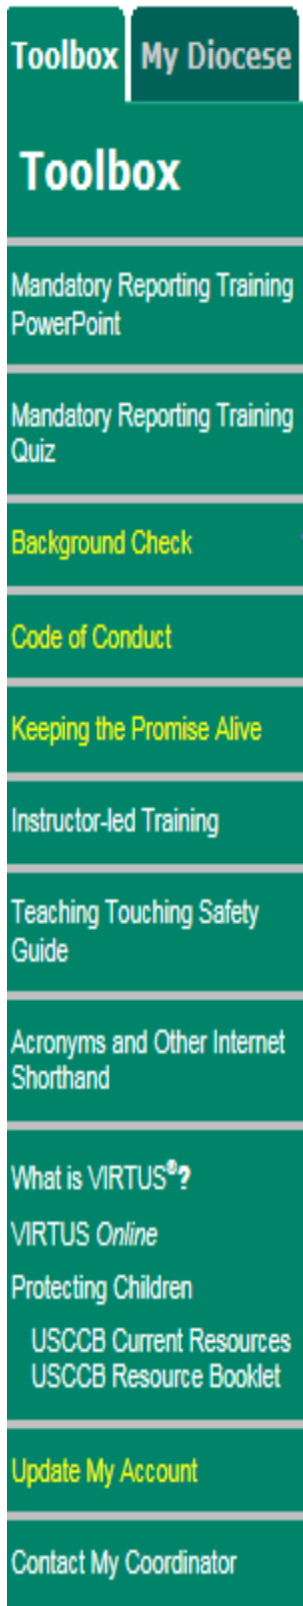 Toolbox My Diocese
Toolbox
Mandatory Reporting Training
PowerPoint
Mandatory Reporting Training
Quiz
Background Check
Code of Conduct
Keeping the Promise Alive
Instructor-led Training
Teaching Touching Safety
Guide
Acronyms and Other Internet
Shorthand
What is VIRTUS®?
VIRTUS Online
Protecting Children
USCCB Current Resources
USCCB Resource Booklet
Update My Account
Contact My Coordinator